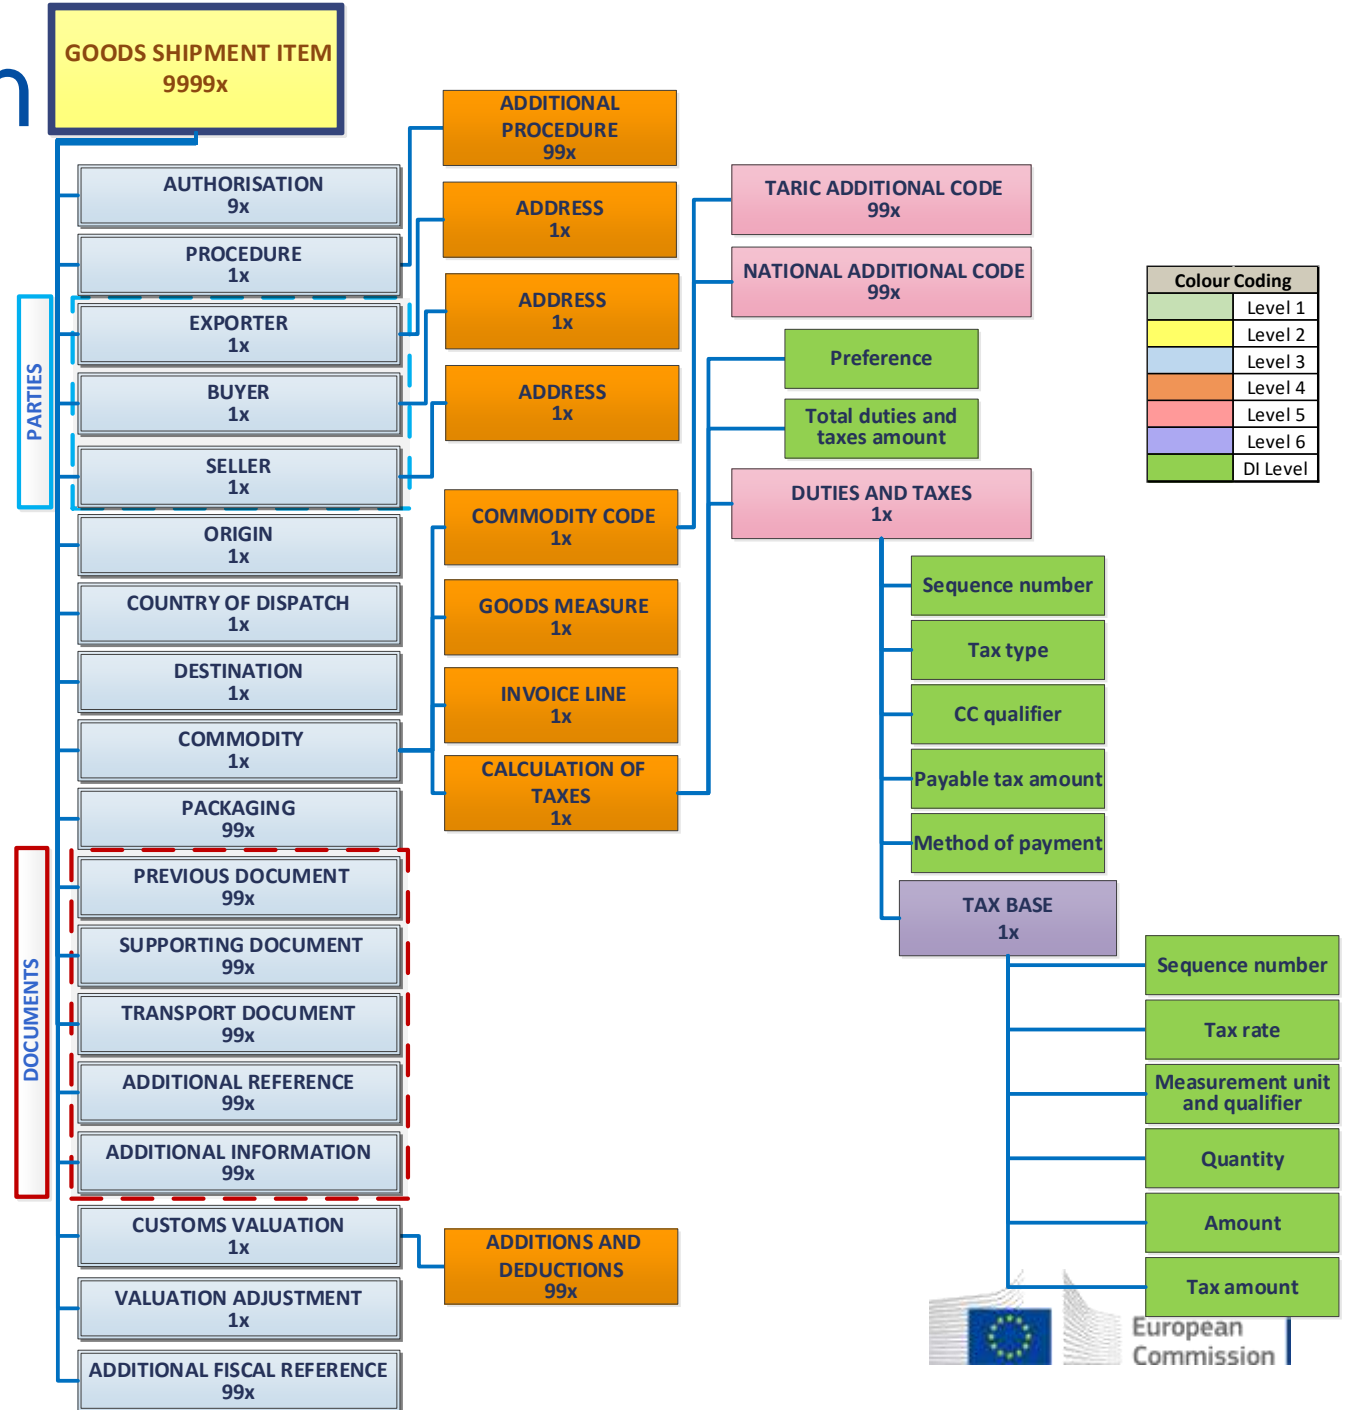 n
GOODS SHIPMENT ITEM
9999x
AUTHORISATION
9x
PROCEDURE
1x
PARTIES
EXPORTER
1x
BUYER
1x
SELLER
1x
ORIGIN
1x
COUNTRY OF DISPATCH
1x
DESTINATION
1x
COMMODITY
1x
PACKAGING
99x
DOCUMENTS
PREVIOUS DOCUMENT
99x
SUPPORTING DOCUMENT
99x
TRANSPORT DOCUMENT
99x
ADDITIONAL REFERENCE
99x
ADDITIONAL INFORMATION
99x
CUSTOMS VALUATION
1x
VALUATION ADJUSTMENT
1x
ADDITIONAL FISCAL REFERENCE
99x
ADDITIONAL
PROCEDURE
99x
ADDRESS
1x
ADDRESS
1x
ADDRESS
1x
COMMODITY CODE
1x
GOODS MEASURE
1x
INVOICE LINE
1x
CALCULATION OF
TAXES
1x
ADDITIONS AND
DEDUCTIONS
99x
TARIC ADDITIONAL CODE
99x
NATIONAL ADDITIONAL CODE
99x
Preference
Total duties and
taxes amount
DUTIES AND TAXES
1x
Sequence number
Tax type
CC qualifier
Payable tax amount
Method of payment
TAX BASE
1x
Sequence number
Tax rate
Measurement unit
and qualifier
Quantity
Amount
Tax amount
Colour Coding
Level 1
Level 2
Level 3
Level 4
Level 5
Level 6
DI Level
European
Commission